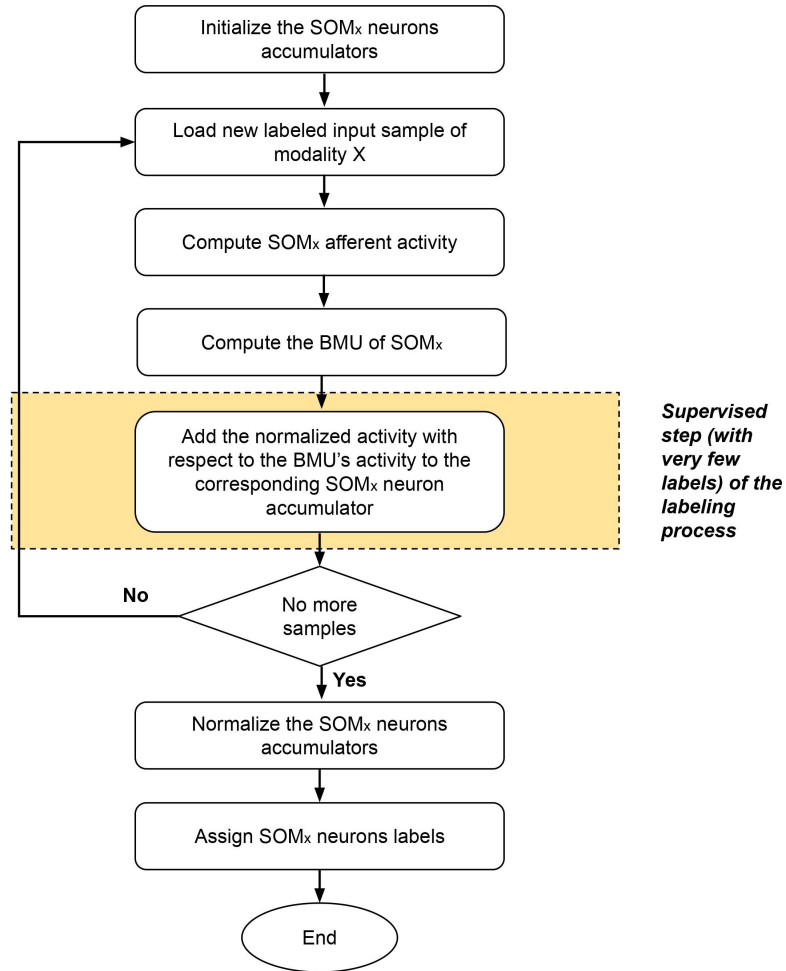 Initialize the SOMx neurons
accumulators
Load new labeled input sample of
modality X
Compute SOMx afferent activity
Compute the BMU of SOMx
Add the normalized activity with
respect to the BMU's activity to the
corresponding SOMx neuron
accumulator
Supervised
step (with
very few
labels) of the
labeling
process
No
No more
samples
Yes
Normalize the SOMx neurons
accumulators
Assign SOMx neurons labels
End